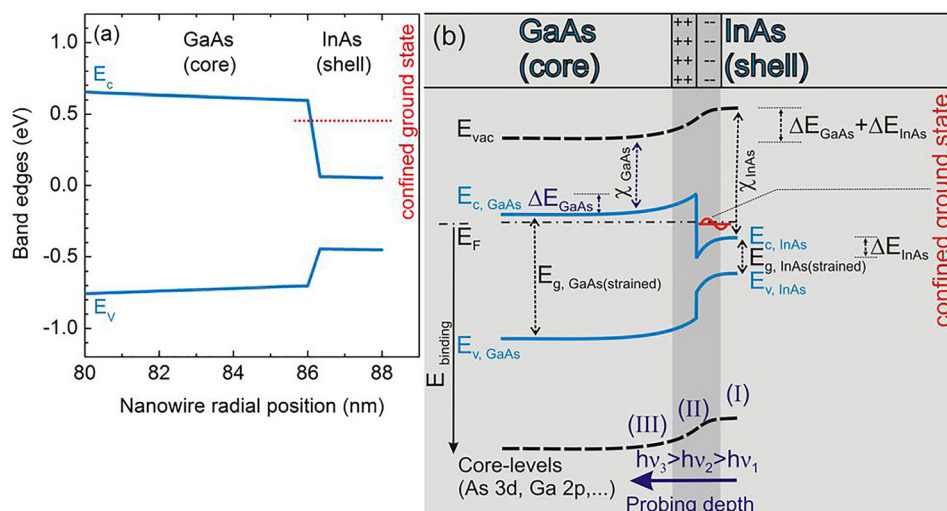 (a)
GaAs
(core)
InAs
(shell)
confined ground state
E_c
E_V
Band edges (eV)
1.0
0.5
0.0
-0.5
-1.0
80
82
84
86
88
Nanowire radial position (nm)
(b)
GaAs
(core)
++ --
++ --
++ --
++ --
InAs
(shell)
E_vac
ΔE_GaAs + ΔE_InAs
χ_GaAs
χ_InAs
E_c, GaAs
ΔE_GaAs
E_F
E_c, InAs
ΔE_InAs
E_g, InAs(strained)
E_g, GaAs(strained)
E_v, InAs
E_v, GaAs
E_binding
confined ground state
(III)
(II)
(I)
hν₃>hν₂>hν₁
Core-levels
(As 3d, Ga 2p,...)
Probing depth